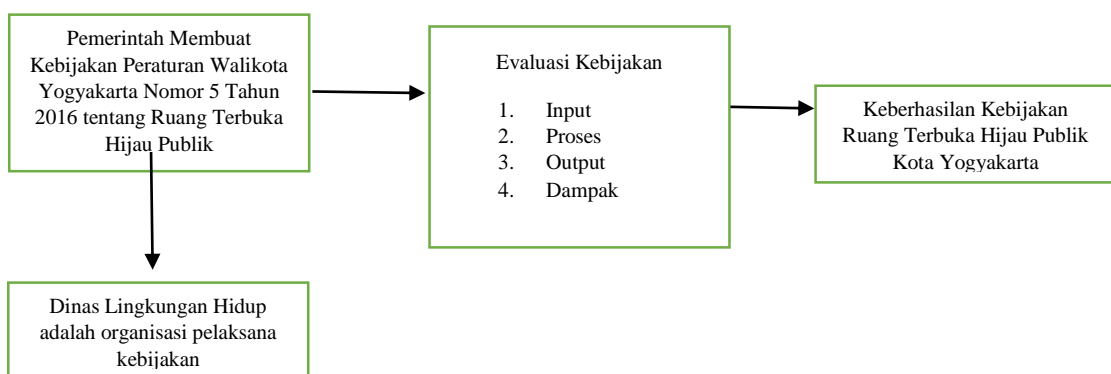 Pemerintah Membuat
Kebijakan Peraturan Walikota
Yogyakarta Nomor 5 Tahun
2016 tentang Ruang Terbuka
Hijau Publik
Evaluasi Kebijakan
1. Input
2. Proses
3. Output
4. Dampak
Keberhasilan Kebijakan
Ruang Terbuka Hijau Publik
Kota Yogyakarta
Dinas Lingkungan Hidup
adalah organisasi pelaksana
kebijakan